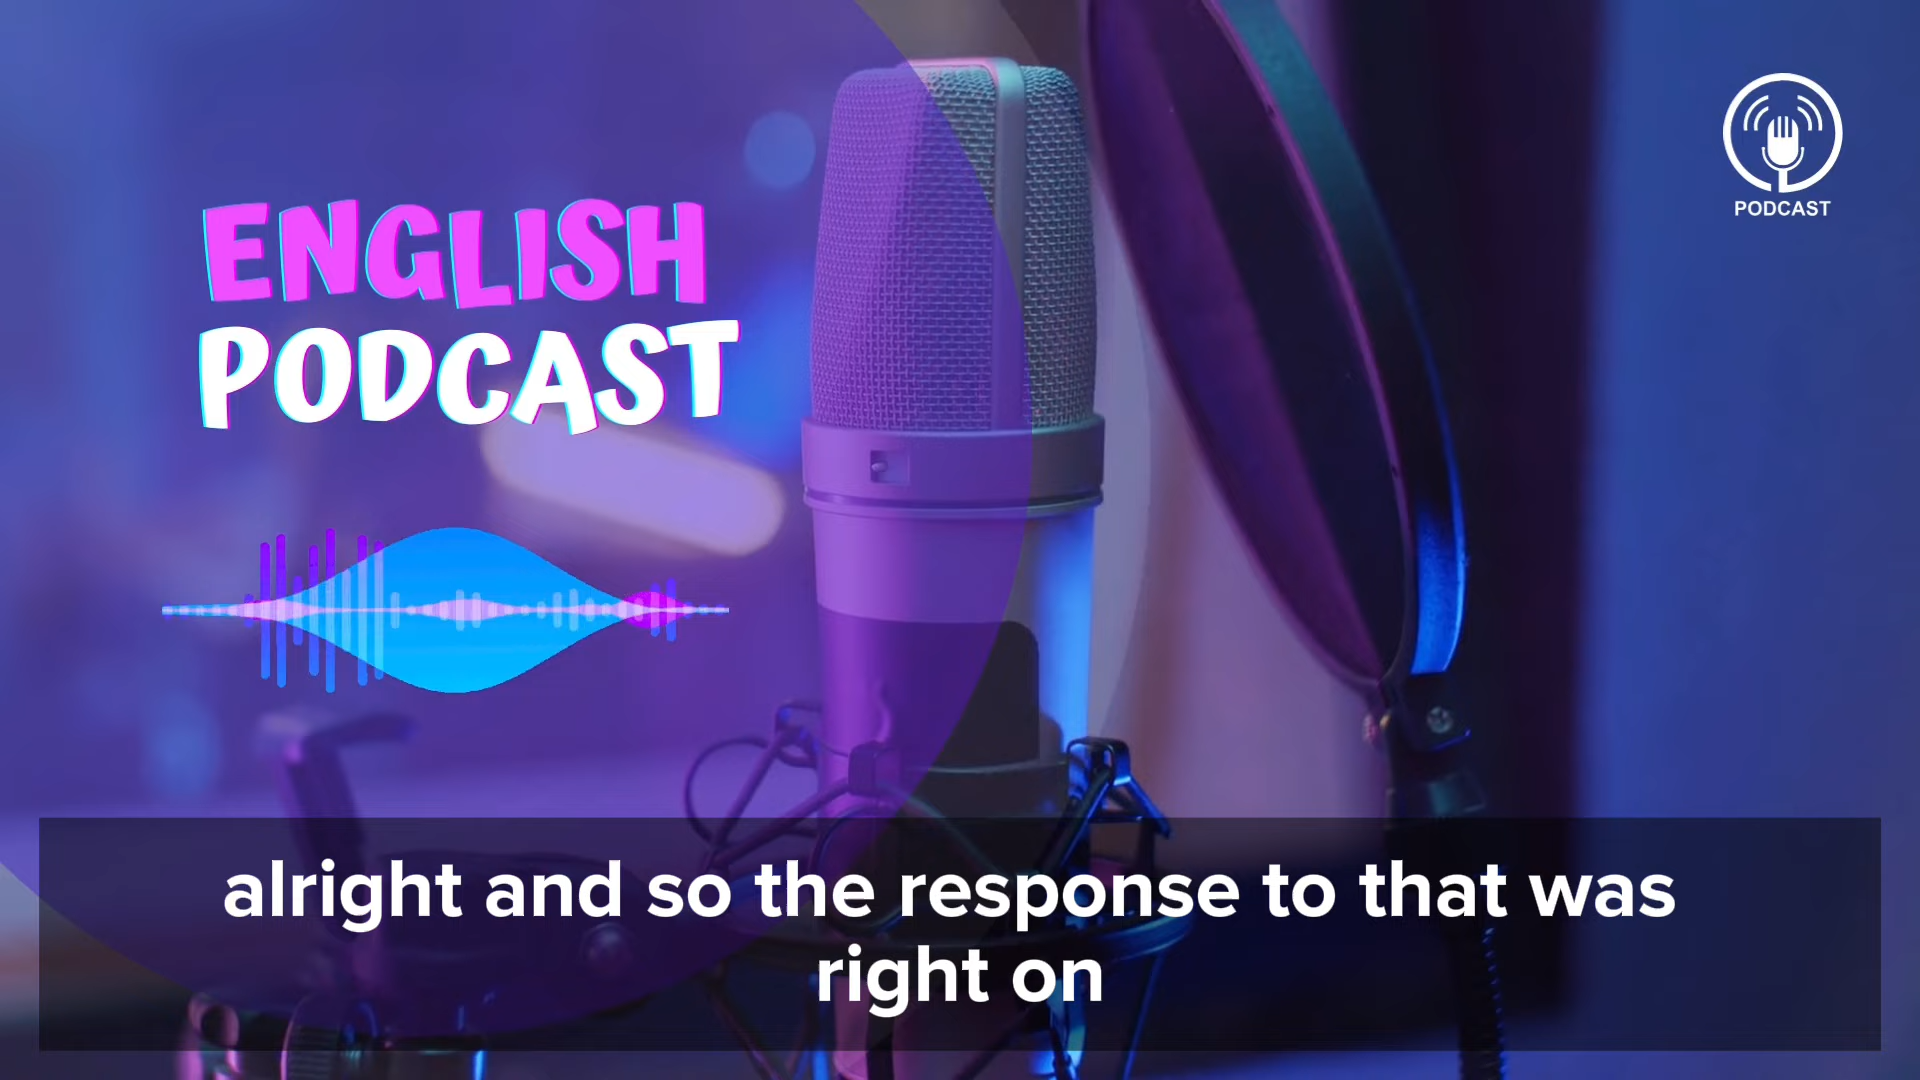 ENGLISH
PODCAST
PODCAST
alright and so the response to that was
right on